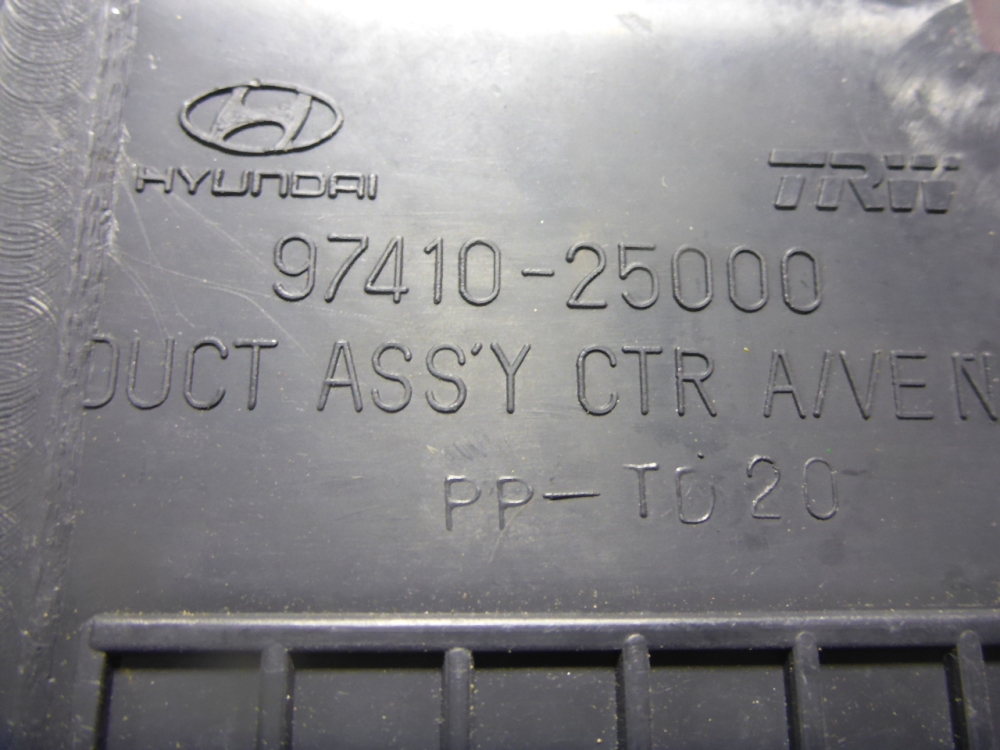 HYUNDAI
TRW
97410-25000
DUCT ASS'Y CTR A/VEN
PP-TD20